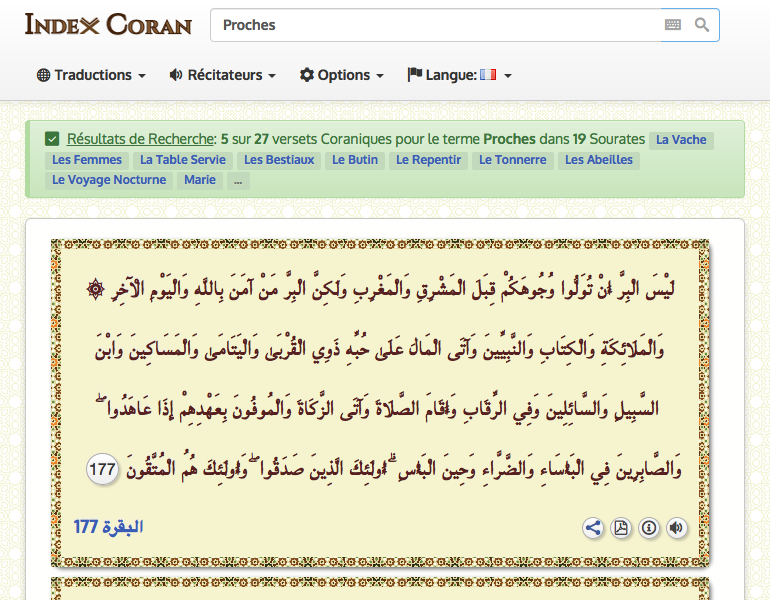 INDEX CORAN
Proches
Traductions
Récitateurs
Options
Langue:
Résultats de Recherche: 5 sur 27 versets Coraniques pour le terme Proches dans 19 Sourates La Vache
Les Femmes La Table Servie Les Bestiaux Le Butin Le Repentir Le Tonnerre Les Abeilles
Le Voyage Nocturne Marie ...
لَيْسَ الْبِرَّ أَنْ تُوَلُّوا وُجُوهَكُمْ قِبَلَ الْمَشْرِقِ وَالْمَغْرِبِ وَلَكِنَّ الْبِرَّ مَنْ آمَنَ بِاللَّهِ وَالْيَوْمِ الْآخِرِ ۞
وَالْمَلَائِكَةِ وَالْكِتَابِ وَالنَّبِيِّينَ وَآتَى الْمَالَ عَلَىٰ حُبِّهِ ذَوِي الْقُرْبَىٰ وَالْيَتَامَىٰ وَالْمَسَاكِينَ وَابْنَ
السَّبِيلِ وَالسَّائِلِينَ وَفِي الرِّقَابِ وَأَقَامَ الصَّلَاةَ وَآتَى الزَّكَاةَ وَالْمُوفُونَ بِعَهْدِهِمْ إِذَا عَاهَدُوا ۖ
وَالصَّابِرِينَ فِي الْبَأْسَاءِ وَالضَّرَّاءِ وَحِينَ الْبَأْسِ ۗ أُولَئِكَ الَّذِينَ صَدَقُوا ۖ وَأُولَئِكَ هُمُ الْمُتَّقُونَ 177
البقرة 177